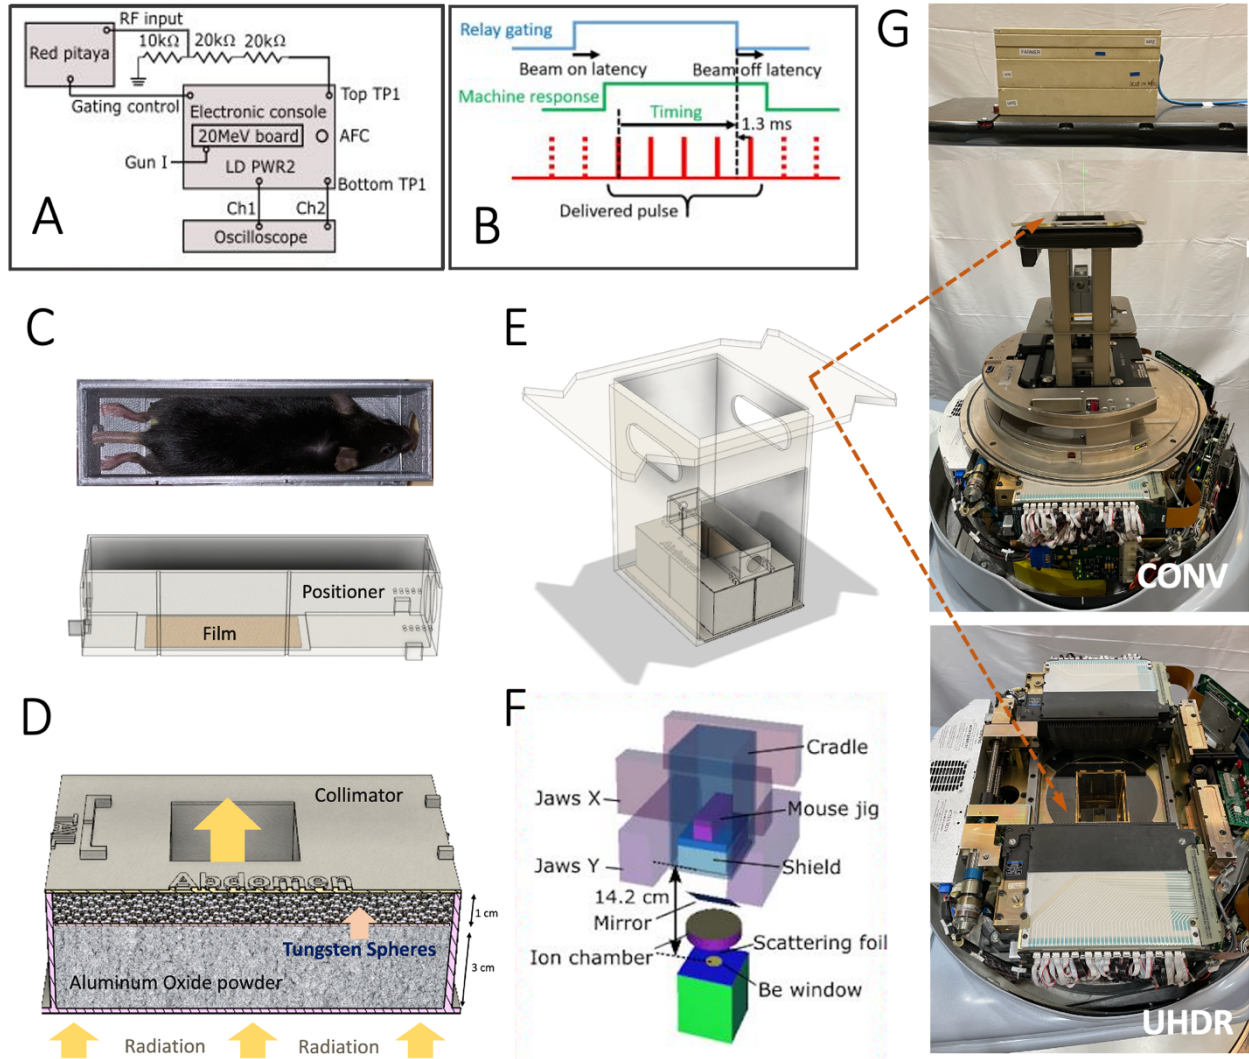 A
RF input
Red pitaya
10kΩ
20kΩ
20kΩ
Gating control
Top TP1
Electronic console
20MeV board
AFC
Gun I
LD PWR2
Bottom TP1
Ch1
Ch2
Oscilloscope
B
Relay gating
Beam on latency
Beam off latency
Machine response
Timing
1.3 ms
Delivered pulse
C
Positioner
Film
D
Collimator
Abdomen
1 cm
Tungsten Spheres
3 cm
Aluminum Oxide powder
Radiation
Radiation
E
Abdomen
F
Cradle
Jaws X
Mouse jig
Jaws Y
Shield
14.2 cm
Mirror
Scattering foil
Ion chamber
Be window
G
FARMER
CONV
UHDR